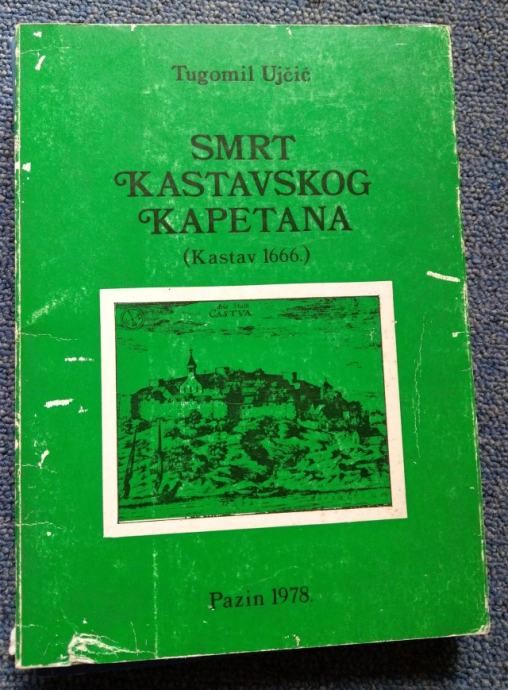 Tugomil Ujčić
SMRT
KASTAVSKOG
KAPETANA
(Kastav 1666.)
CASTVA
Pazin 1978.